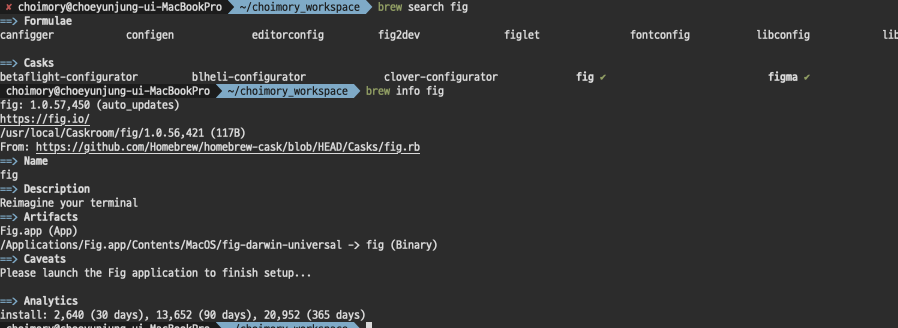 ✘ choimory@choeyunjung-ui-MacBookPro ~/choimory_workspace brew search fig
==> Formulae
canfigger configen editorconfig fig2dev figlet fontconfig libconfig
==> Casks
betaflight-configurator blheli-configurator clover-configurator fig ✔ figma ✔
choimory@choeyunjung-ui-MacBookPro ~/choimory_workspace brew info fig
fig: 1.0.57,450 (auto_updates)
https://fig.io/
/usr/local/Caskroom/fig/1.0.56,421 (117B)
From: https://github.com/Homebrew/homebrew-cask/blob/HEAD/Casks/fig.rb
==> Name
fig
==> Description
Reimagine your terminal
==> Artifacts
Fig.app (App)
/Applications/Fig.app/Contents/MacOS/fig-darwin-universal -> fig (Binary)
==> Caveats
Please launch the Fig application to finish setup...
==> Analytics
install: 2,640 (30 days), 13,652 (90 days), 20,952 (365 days)
choimory@choeyunjung-ui-MacBookPro ~/choimory_workspace